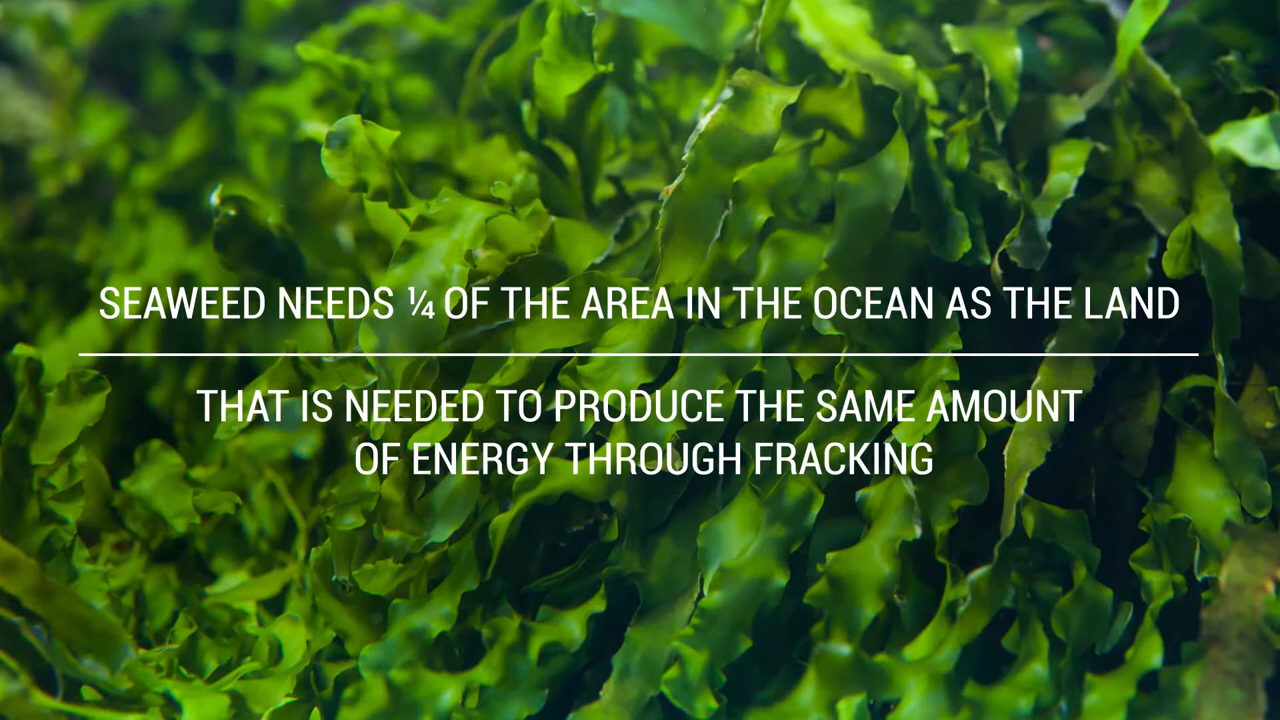 SEAWEED NEEDS ¼ OF THE AREA IN THE OCEAN AS THE LAND
THAT IS NEEDED TO PRODUCE THE SAME AMOUNT
OF ENERGY THROUGH FRACKING